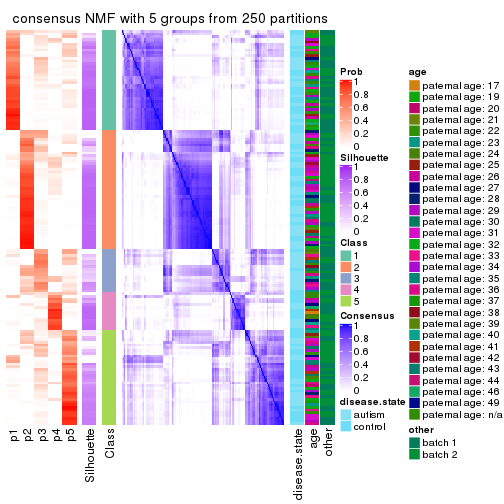 consensus NMF with 5 groups from 250 partitions
p1
p2
p3
p4
p5
Silhouette
Class
disease.state
age
other
Prob
1
0.8
0.6
0.4
0.2
0
Silhouette
1
0.8
0.6
0.4
0.2
0
Class
1
2
3
4
5
Consensus
1
0.8
0.6
0.4
0.2
0
disease.state
autism
control
age
paternal age: 17
paternal age: 19
paternal age: 20
paternal age: 21
paternal age: 22
paternal age: 23
paternal age: 24
paternal age: 25
paternal age: 26
paternal age: 27
paternal age: 28
paternal age: 29
paternal age: 30
paternal age: 31
paternal age: 32
paternal age: 33
paternal age: 34
paternal age: 35
paternal age: 36
paternal age: 37
paternal age: 38
paternal age: 39
paternal age: 40
paternal age: 41
paternal age: 42
paternal age: 43
paternal age: 44
paternal age: 46
paternal age: 49
paternal age: n/a
other
batch 1
batch 2